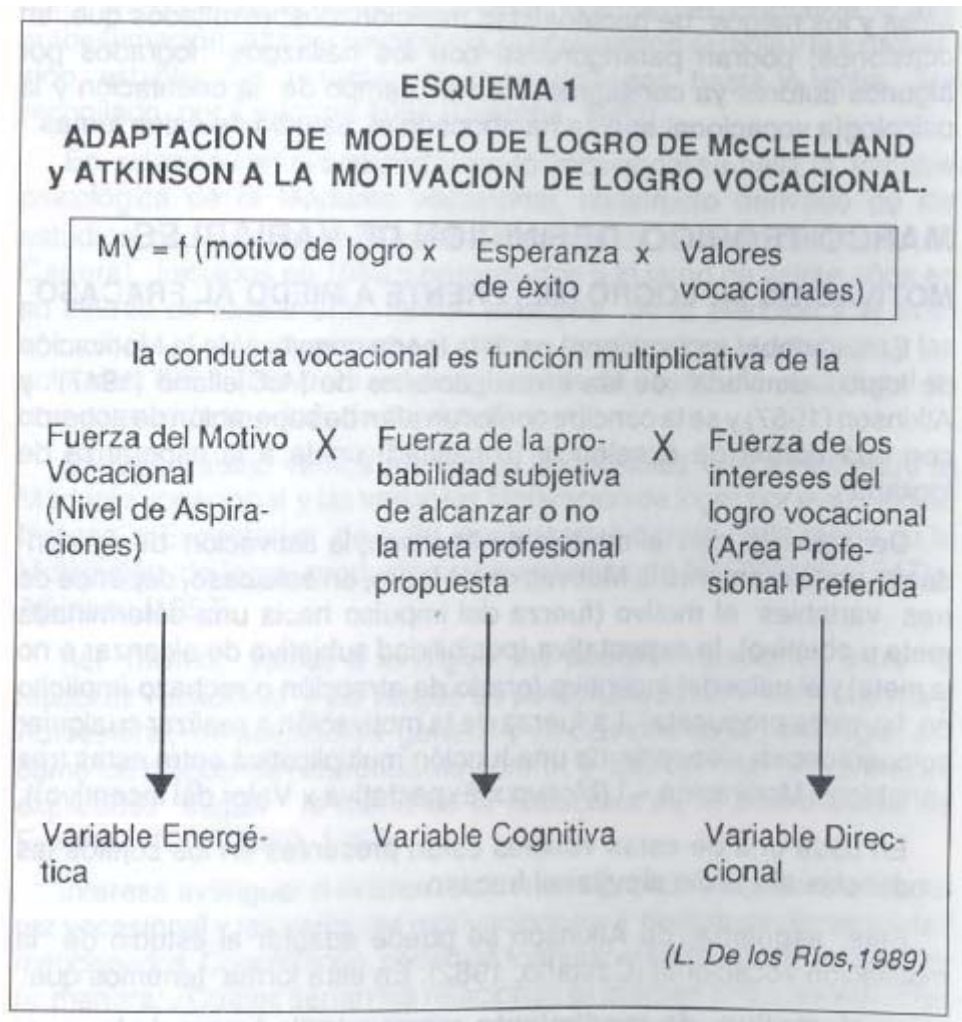 ESQUEMA 1
ADAPTACION DE MODELO DE LOGRO DE McCLELLAND
y ATKINSON A LA MOTIVACION DE LOGRO VOCACIONAL.
MV = f (motivo de logro x Esperanza x Valores
de éxito vocacionales)
la conducta vocacional es función multiplicativa de la
Fuerza del Motivo X Fuerza de la pro- X Fuerza de los
Vocacional babilidad subjetiva intereses del
(Nivel de Aspira- de alcanzar o no logro vocacional
ciones) la meta profesional (Area Profe-
propuesta sional Preferida
Variable Energé- Variable Cognitiva Variable Direc-
tica cional
(L. De los Ríos,1989)